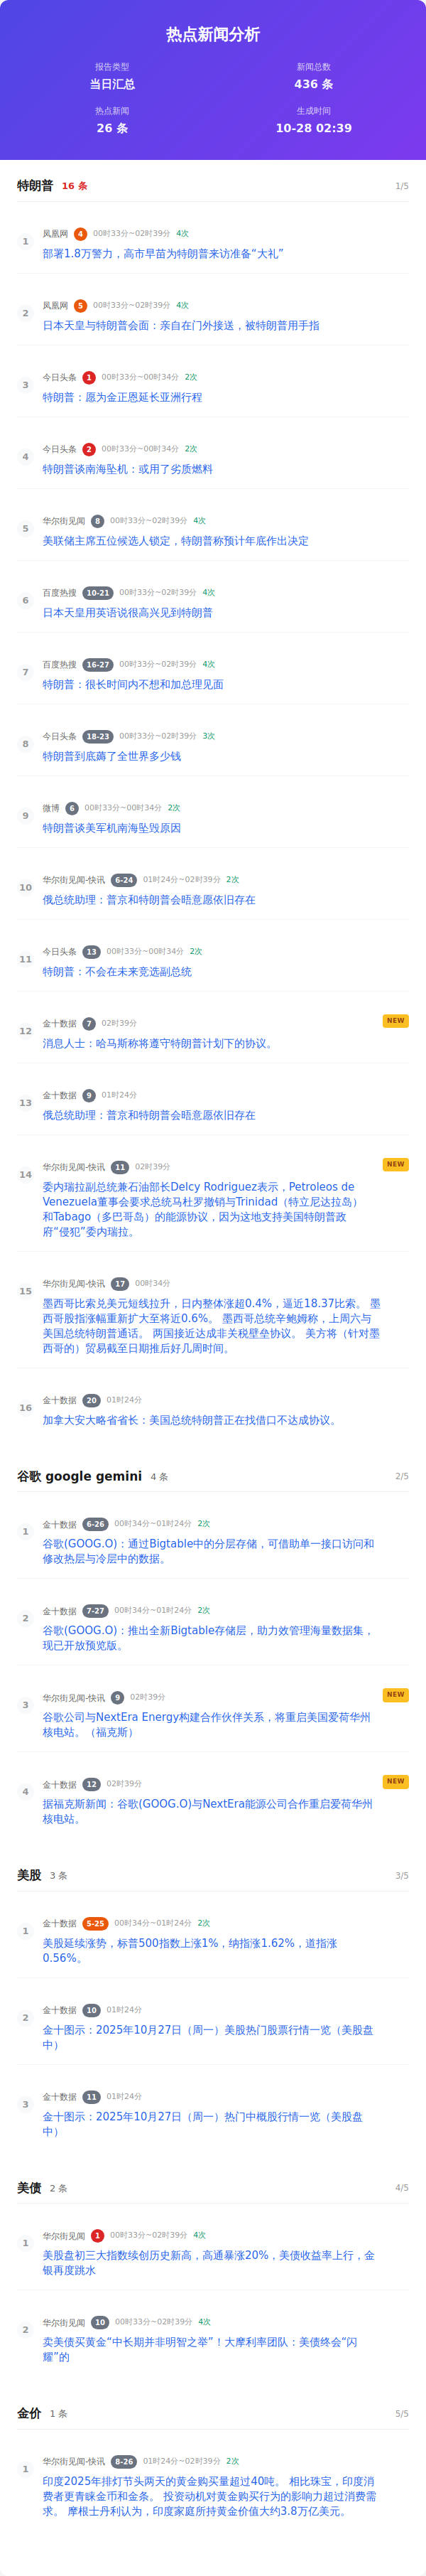 热点新闻分析
报告类型
当日汇总
新闻总数
436 条
热点新闻
26 条
生成时间
10-28 02:39
特朗普 16 条 1/5
1
凤凰网 4 00时33分~02时39分 4次
部署1.8万警力，高市早苗为特朗普来访准备“大礼”
2
凤凰网 5 00时33分~02时39分 4次
日本天皇与特朗普会面：亲自在门外接送，被特朗普用手指
3
今日头条 1 00时33分~00时34分 2次
特朗普：愿为金正恩延长亚洲行程
4
今日头条 2 00时33分~00时34分 2次
特朗普谈南海坠机：或用了劣质燃料
5
华尔街见闻 8 00时33分~02时39分 4次
美联储主席五位候选人锁定，特朗普称预计年底作出决定
6
百度热搜 10-21 00时33分~02时39分 4次
日本天皇用英语说很高兴见到特朗普
7
百度热搜 16-27 00时33分~02时39分 4次
特朗普：很长时间内不想和加总理见面
8
今日头条 18-23 00时33分~02时39分 3次
特朗普到底薅了全世界多少钱
9
微博 6 00时33分~00时34分 2次
特朗普谈美军机南海坠毁原因
10
华尔街见闻-快讯 6-24 01时24分~02时39分 2次
俄总统助理：普京和特朗普会晤意愿依旧存在
11
今日头条 13 00时33分~00时34分 2次
特朗普：不会在未来竞选副总统
12
金十数据 7 02时39分 NEW
消息人士：哈马斯称将遵守特朗普计划下的协议。
13
金十数据 9 01时24分
俄总统助理：普京和特朗普会晤意愿依旧存在
14
华尔街见闻-快讯 11 02时39分 NEW
委内瑞拉副总统兼石油部长Delcy Rodriguez表示，Petroleos de
Venezuela董事会要求总统马杜罗撤销与Trinidad（特立尼达拉岛）
和Tabago（多巴哥岛）的能源协议，因为这地支持美国特朗普政
府“侵犯”委内瑞拉。
15
华尔街见闻-快讯 17 00时34分
墨西哥比索兑美元短线拉升，日内整体涨超0.4%，逼近18.37比索。 墨
西哥股指涨幅重新扩大至将近0.6%。 墨西哥总统辛鲍姆称，上周六与
美国总统特朗普通话。 两国接近达成非关税壁垒协议。 美方将（针对墨
西哥的）贸易截至日期推后好几周时间。
16
金十数据 20 01时24分
加拿大安大略省省长：美国总统特朗普正在找借口不达成协议。
谷歌 google gemini 4 条 2/5
1
金十数据 6-26 00时34分~01时24分 2次
谷歌(GOOG.O)：通过Bigtable中的分层存储，可借助单一接口访问和
修改热层与冷层中的数据。
2
金十数据 7-27 00时34分~01时24分 2次
谷歌(GOOG.O)：推出全新Bigtable存储层，助力效管理海量数据集，
现已开放预览版。
3
华尔街见闻-快讯 9 02时39分 NEW
谷歌公司与NextEra Energy构建合作伙伴关系，将重启美国爱荷华州
核电站。（福克斯）
4
金十数据 12 02时39分 NEW
据福克斯新闻：谷歌(GOOG.O)与NextEra能源公司合作重启爱荷华州
核电站。
美股 3 条 3/5
1
金十数据 5-25 00时34分~01时24分 2次
美股延续涨势，标普500指数上涨1%，纳指涨1.62%，道指涨
0.56%。
2
金十数据 10 01时24分
金十图示：2025年10月27日（周一）美股热门股票行情一览（美股盘
中）
3
金十数据 11 01时24分
金十图示：2025年10月27日（周一）热门中概股行情一览（美股盘
中）
美债 2 条 4/5
1
华尔街见闻 1 00时33分~02时39分 4次
美股盘初三大指数续创历史新高，高通暴涨20%，美债收益率上行，金
银再度跳水
2
华尔街见闻 10 00时33分~02时39分 4次
卖美债买黄金“中长期并非明智之举”！大摩利率团队：美债终会“闪
耀”的
金价 1 条 5/5
1
华尔街见闻-快讯 8-26 01时24分~02时39分 2次
印度2025年排灯节头两天的黄金购买量超过40吨。 相比珠宝，印度消
费者更青睐金币和金条。 投资动机对黄金购买行为的影响力超过消费需
求。 摩根士丹利认为，印度家庭所持黄金价值大约3.8万亿美元。